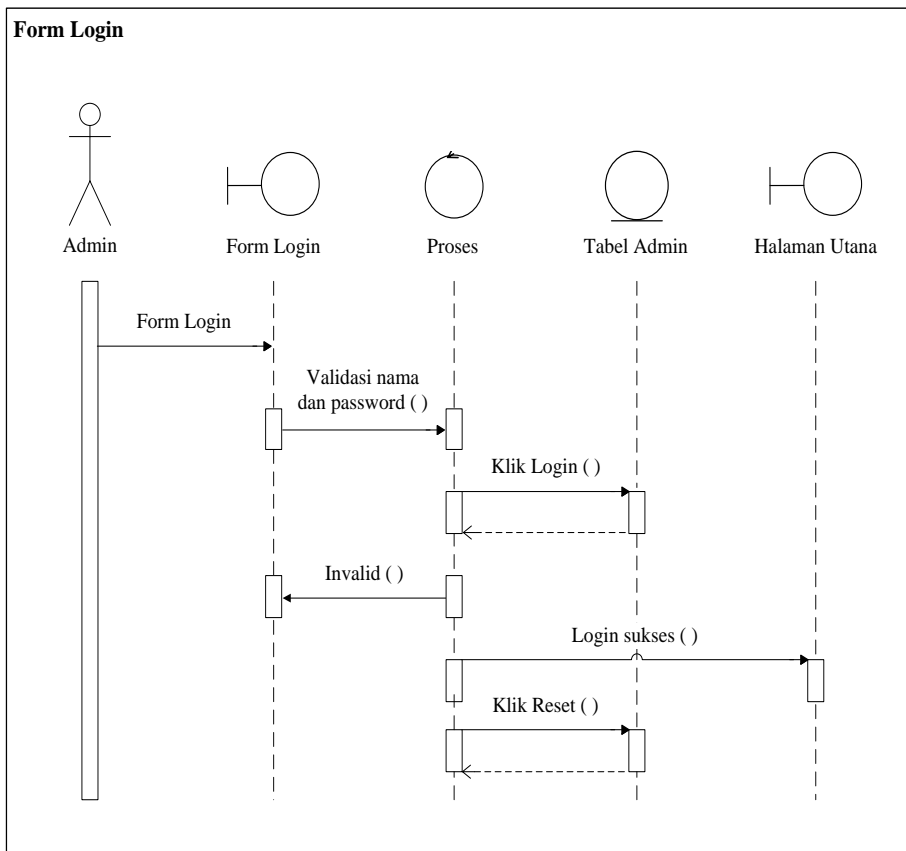 Form Login
Admin
Form Login
Proses
Tabel Admin
Halaman Utana
Form Login
Validasi nama
dan password ( )
Klik Login ( )
Invalid ( )
Login sukses ( )
Klik Reset ( )